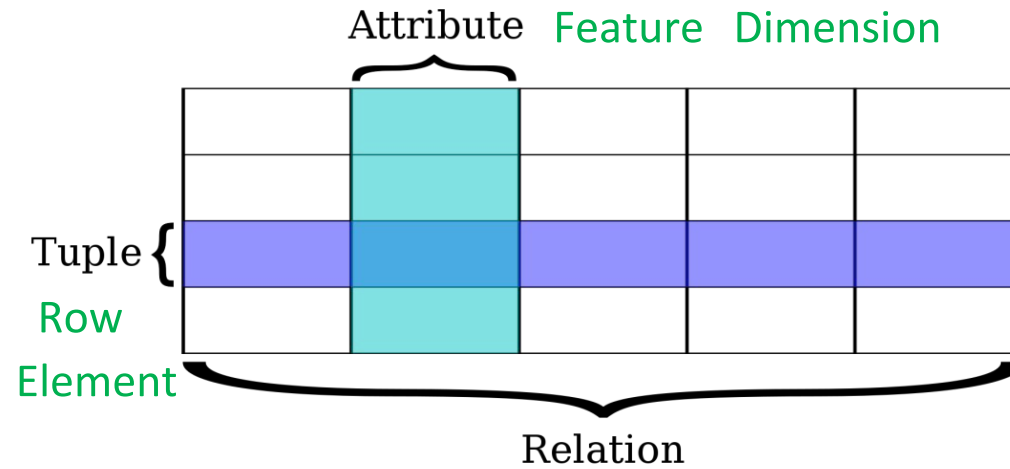 Attribute Feature Dimension
Tuple
Row
Element
Relation